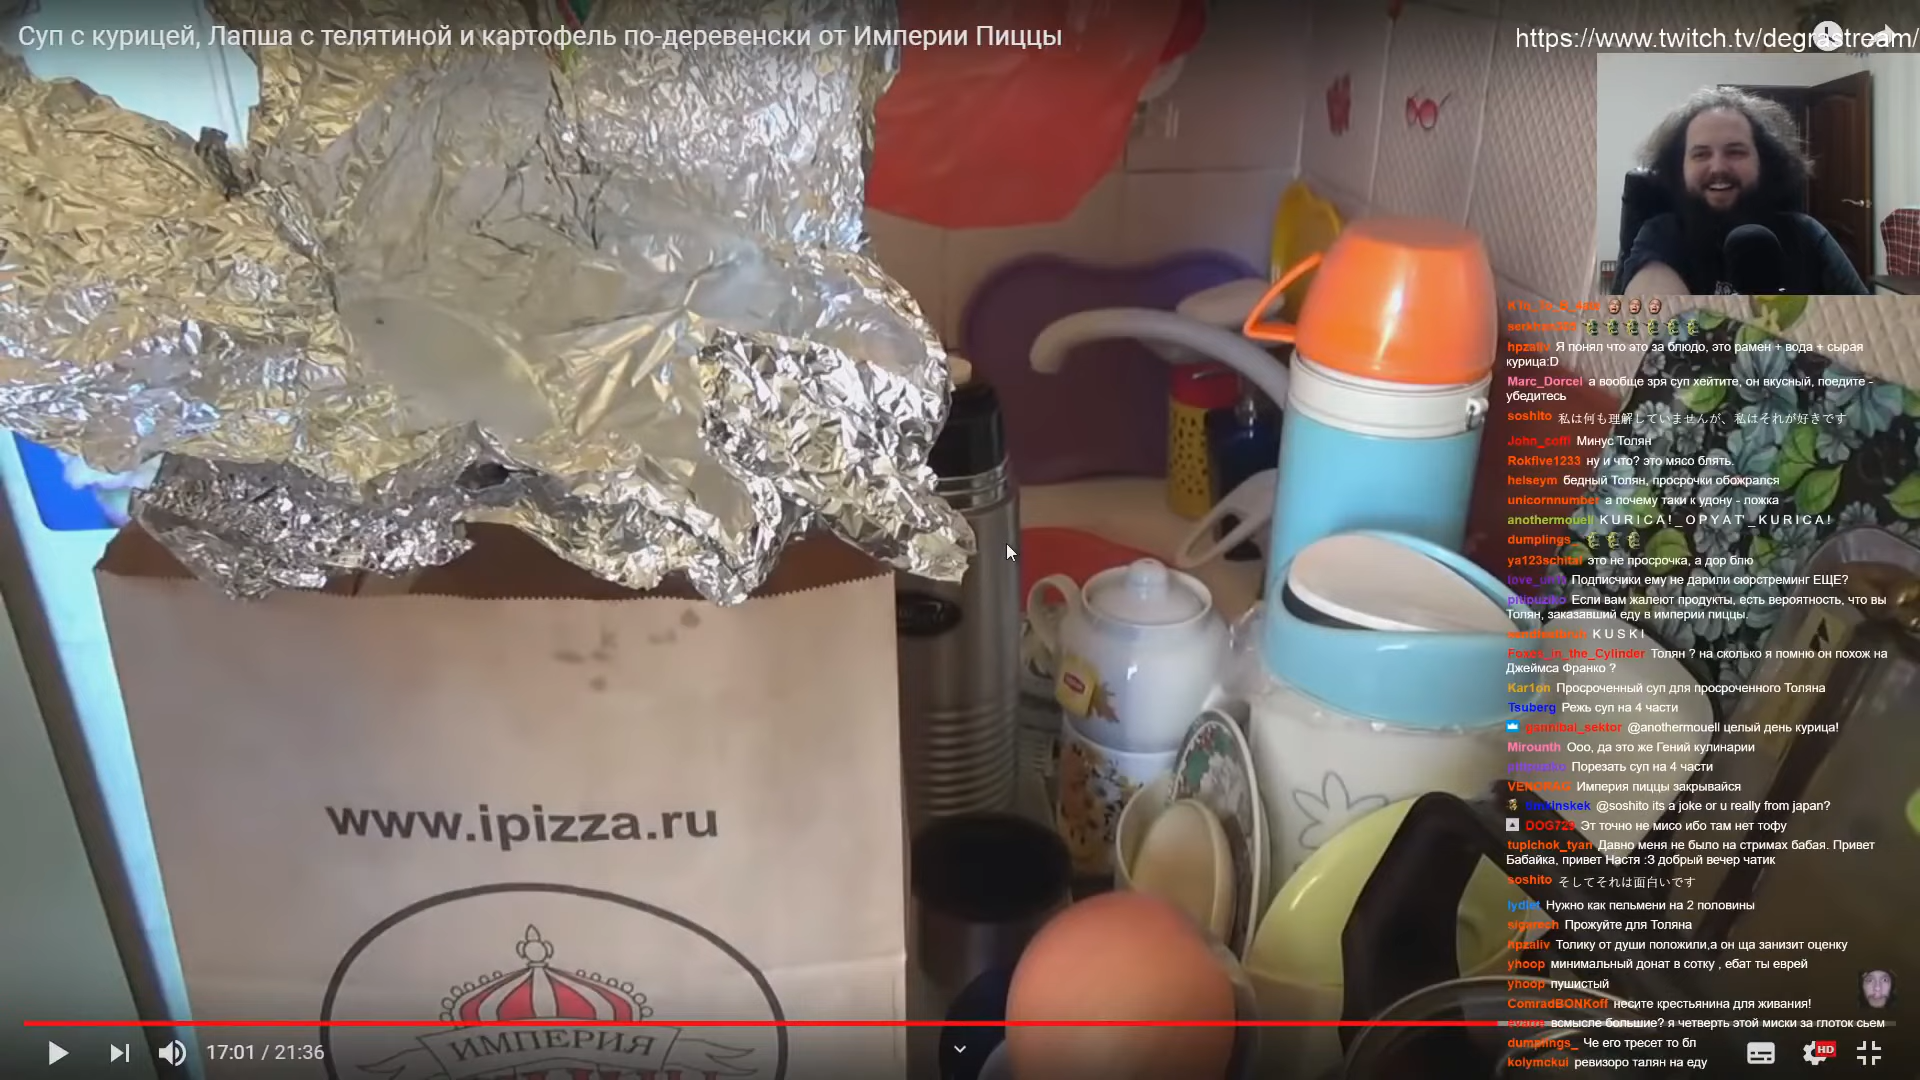 Суп с курицей, Лапша с телятиной и картофель по-деревенски от Империи Пиццы
https://www.twitch.tv/degrastream/
serkhan300
hpzaliv Я понял что это за блюдо, это рамен + вода + сырая
курица:D
Marc_Dorcel а вообще зря суп хейтите, он вкусный, поедите -
убедитесь
soshito 私は何も理解していませんが、私はそれが好きです
John_coffi Минус Толян
Rokfive1233 ну и что? это мясо блять.
helseym бедный Толян, просрочки обожрался
unicornnumber а почему таки к удону - ложка
anothermouell K U R I C A ! _ O P Y A T' _ K U R I C A !
dumplings_
ya123schitai это не просрочка, а дор блю
Подписчики ему не дарили сюрстреминг ЕЩЕ?
pitipuziko Если вам жалеют продукты, есть вероятность, что вы
Толян, заказавший еду в империи пиццы.
K U S K I
in_the_Cylinder Толян ? на сколько я помню он похож на
Джеймса Франко ?
Kar1on Просроченный суп для просроченного Толяна
Tsuberg Режь суп на 4 части
gannibal_sektor @anothermouell целый день курица!
Mirounth Ооо, да это же Гений кулинарии
pitipuziko Порезать суп на 4 части
Империя пиццы закрывайся
@soshito its a joke or u really from japan?
DOG729 Эт точно не мисо ибо там нет тофу
tupichok_tyan Давно меня не было на стримах бабая. Привет
Бабайка, привет Настя :З добрый вечер чатик
soshito そしてそれは面白いです
Нужно как пельмени на 2 половины
Прожуйте для Толяна
hpzaliv Толику от души положили,а он ща занизит оценку
yhoop минимальный донат в сотку , ебат ты еврей
yhoop пушистый
ComradBONKoff несите крестьянина для живания!
всмысле большие? я четверть этой миски за глоток сьем
dumplings_ Че его тресет то бл
kolymckui ревизоро талян на еду
www.ipizza.ru
ИМПЕРИЯ
17:01 / 21:36
HD